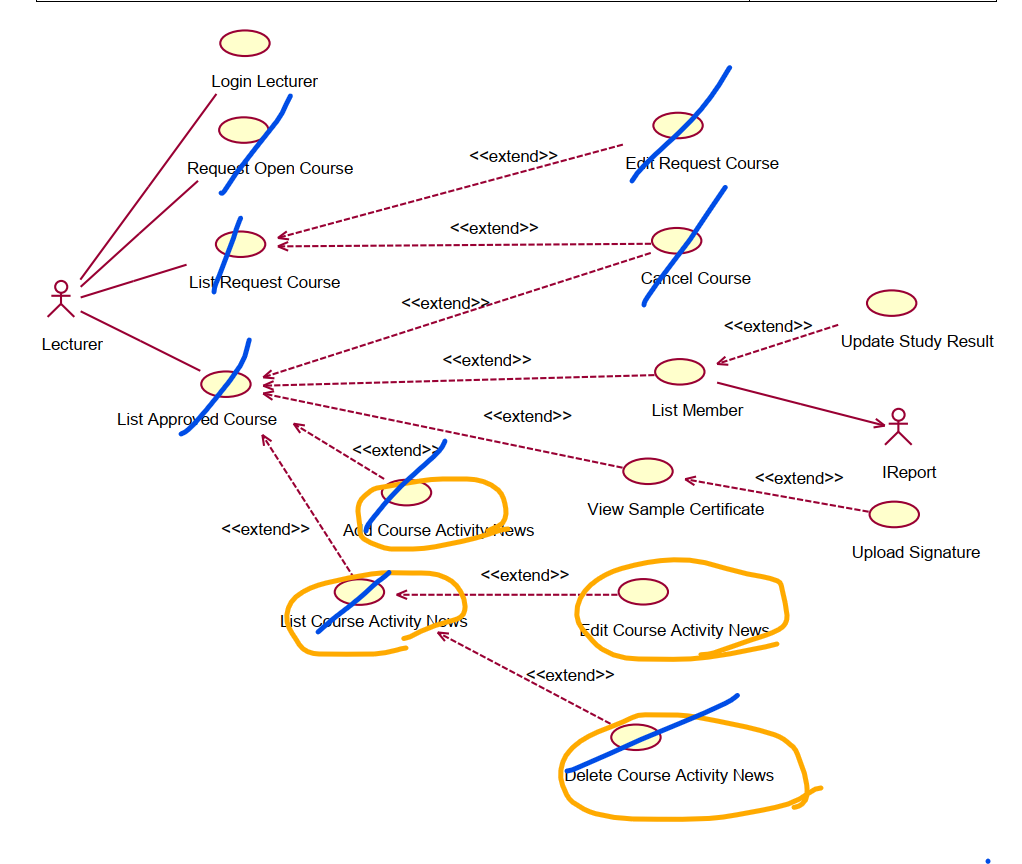 Login Lecturer
Request Open Course
<<extend>>
Edit Request Course
<<extend>>
List Request Course
Cancel Course
<<extend>>
<<extend>>
Update Study Result
Lecturer
<<extend>>
List Approved Course
List Member
<<extend>>
<<extend>>
IReport
<<extend>>
View Sample Certificate
Add Course Activity News
<<extend>>
Upload Signature
<<extend>>
List Course Activity News
Edit Course Activity News
<<extend>>
Delete Course Activity News